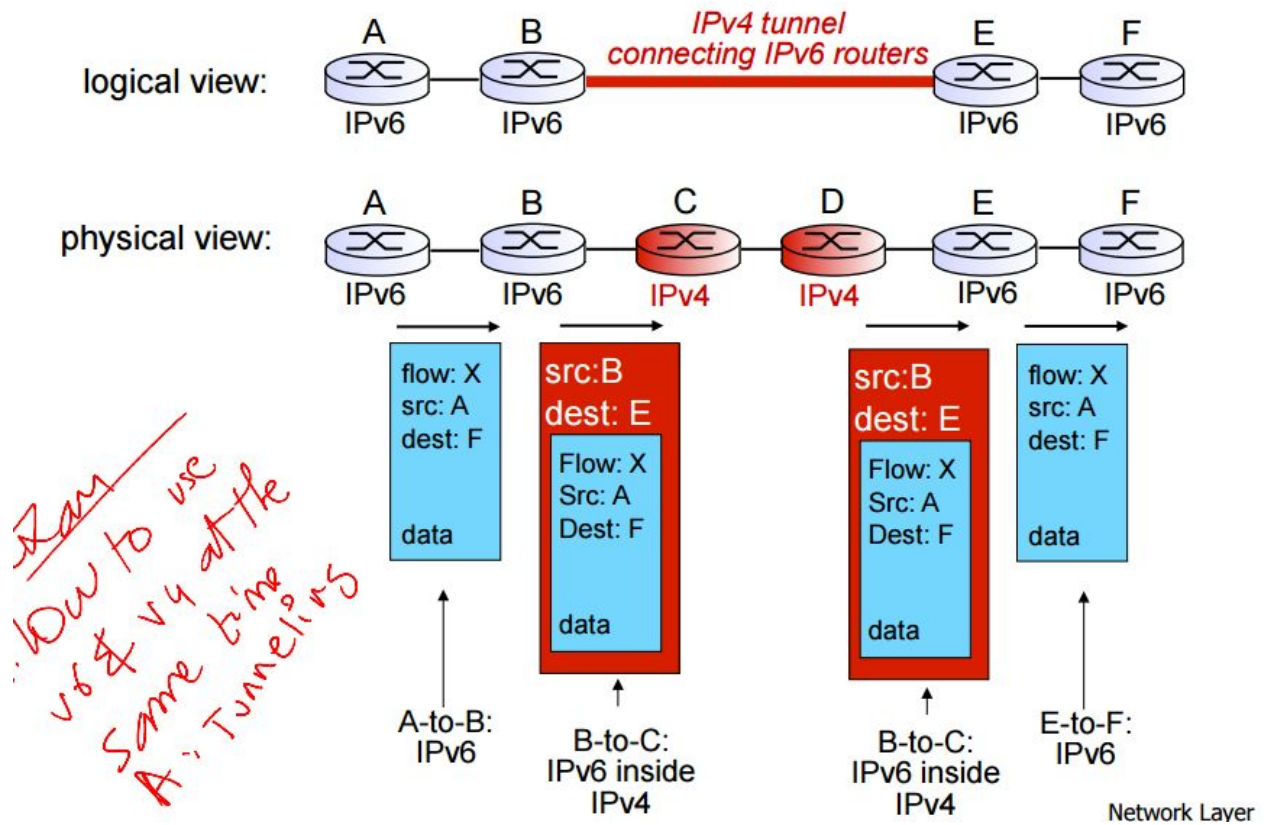 IPv4 tunnel
connecting IPv6 routers
A B E F
logical view:
IPv6 IPv6 IPv6 IPv6
A B C D E F
physical view:
IPv6 IPv6 IPv4 IPv4 IPv6 IPv6
flow: X
src: A
dest: F
data
src:B
dest: E
Flow: X
Src: A
Dest: F
data
src:B
dest: E
Flow: X
Src: A
Dest: F
data
flow: X
src: A
dest: F
data
to use
v6 & v4 at the
same time
A: Tunneling
A-to-B:
IPv6
B-to-C:
IPv6 inside
IPv4
B-to-C:
IPv6 inside
IPv4
E-to-F:
IPv6
Network Layer